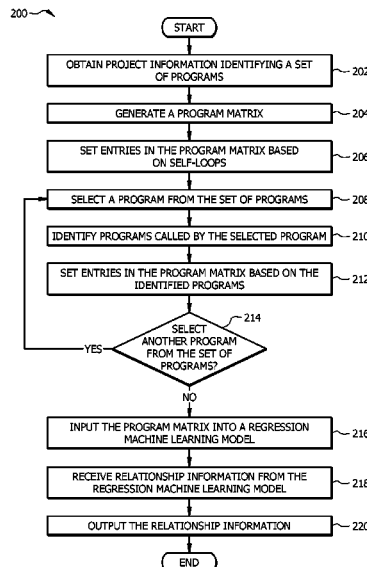 200
START
OBTAIN PROJECT INFORMATION IDENTIFYING A SET
OF PROGRAMS
202
GENERATE A PROGRAM MATRIX
204
SET ENTRIES IN THE PROGRAM MATRIX BASED
ON SELF-LOOPS
206
SELECT A PROGRAM FROM THE SET OF PROGRAMS
208
IDENTIFY PROGRAMS CALLED BY THE SELECTED PROGRAM
210
SET ENTRIES IN THE PROGRAM MATRIX BASED ON THE
IDENTIFIED PROGRAMS
212
214
SELECT
ANOTHER PROGRAM
FROM THE SET OF
PROGRAMS?
YES
NO
INPUT THE PROGRAM MATRIX INTO A REGRESSION
MACHINE LEARNING MODEL
216
RECEIVE RELATIONSHIP INFORMATION FROM THE
REGRESSION MACHINE LEARNING MODEL
218
OUTPUT THE RELATIONSHIP INFORMATION
220
END